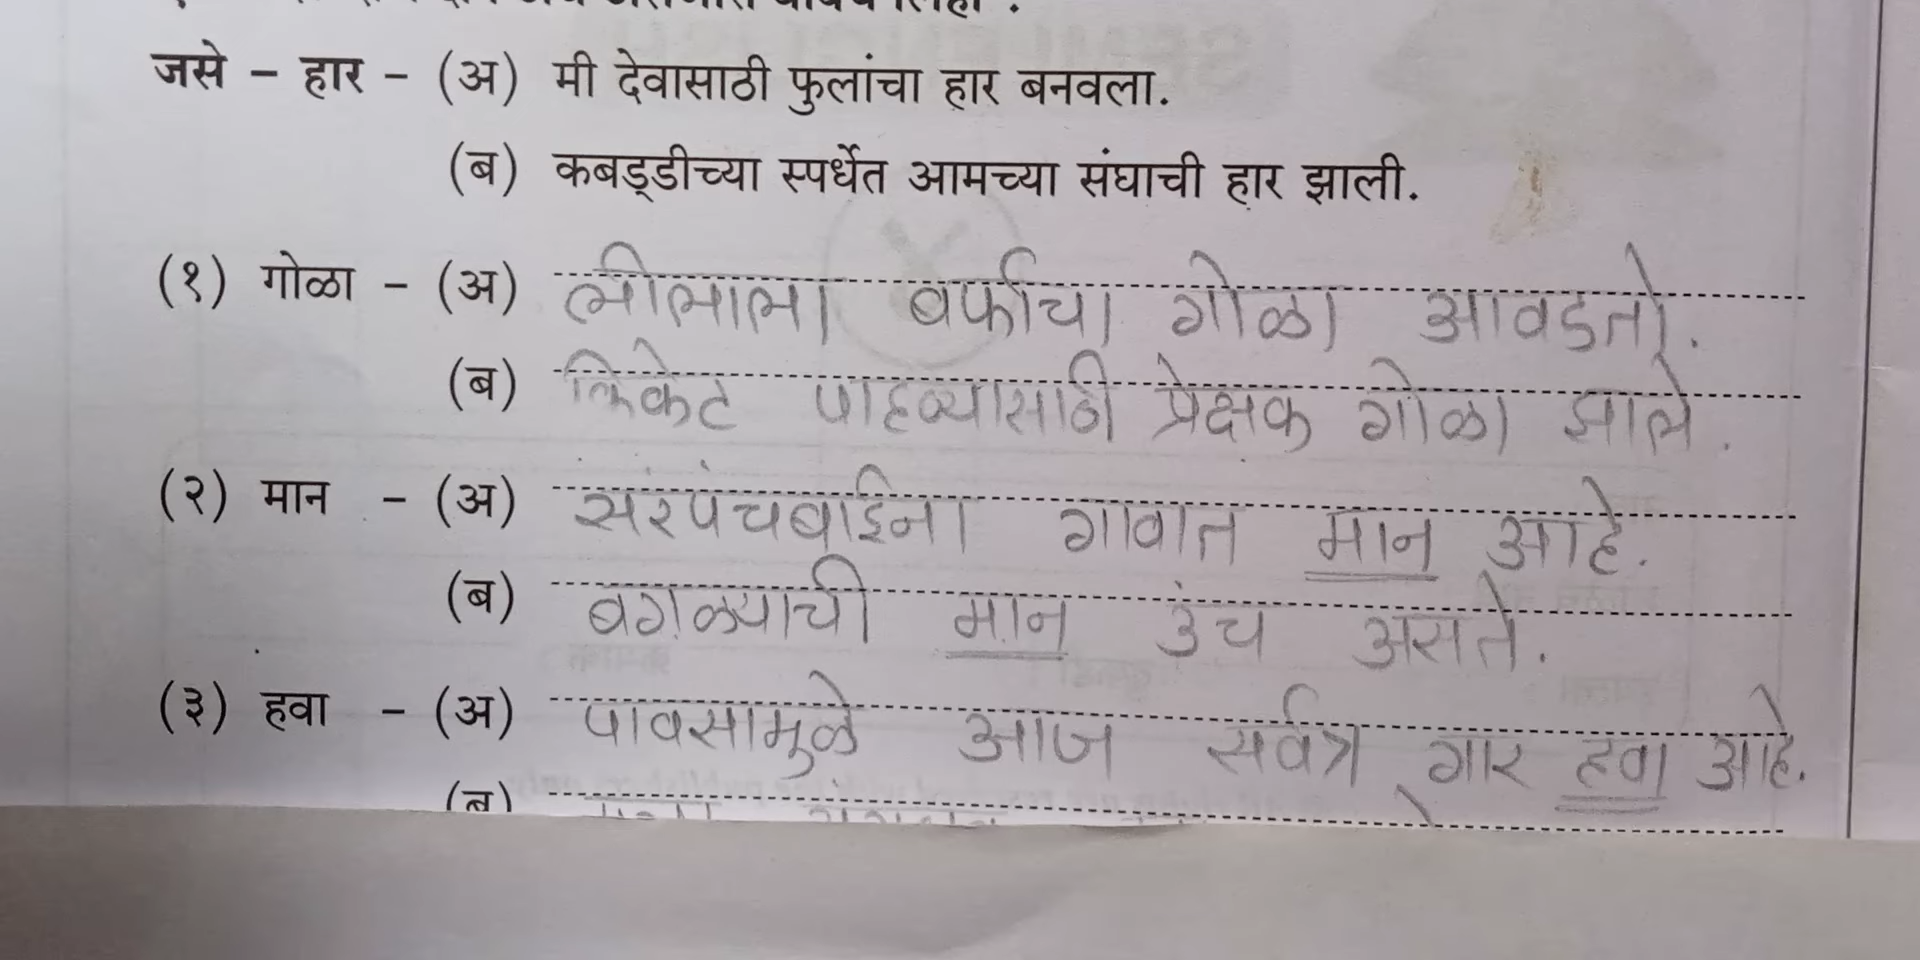 लिहा .
जसे – हार – (अ) मी देवासाठी फुलांचा हार बनवला.
(ब) कबड्डीच्या स्पर्धेत आमच्या संघाची हार झाली.
(१) गोळा – (अ) लीलाला बर्फाचा गोळा आवडतो.
(ब) क्रिकेट पाहण्यासाठी प्रेक्षक गोळा झाले.
(२) मान – (अ) सरपंचबाईंना गावात मान आहे.
(ब) बगळ्याची मान उंच असते.
(३) हवा – (अ) पावसामुळे आज सर्वत्र गार हवा आहे.
(ब)